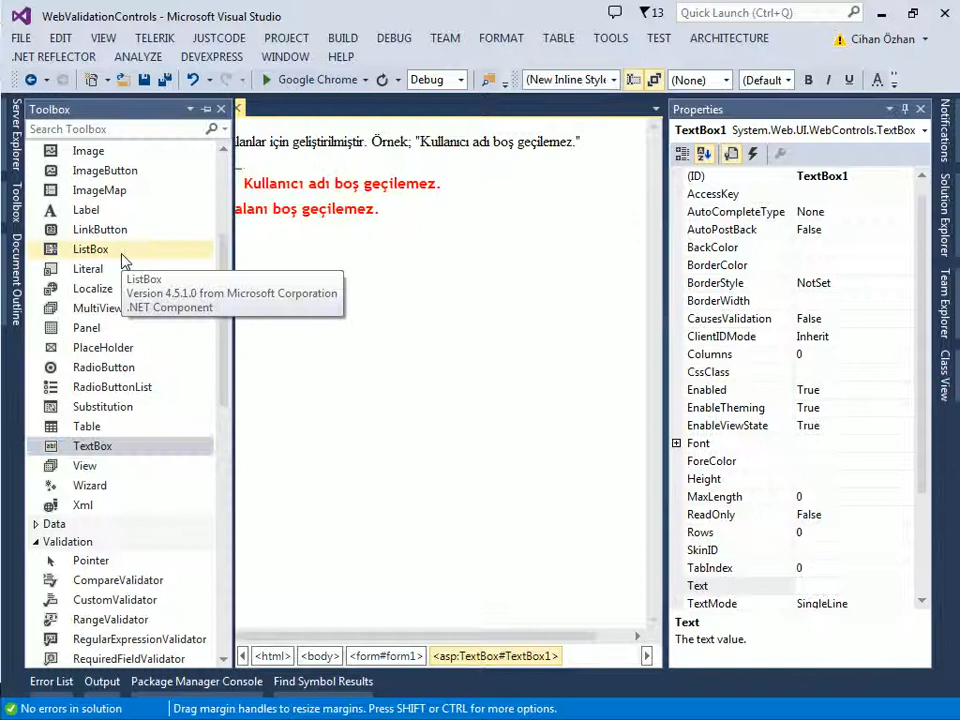 WebValidationControls - Microsoft Visual Studio
13
Quick Launch (Ctrl+Q)
FILE EDIT VIEW TELERIK JUSTCODE PROJECT BUILD DEBUG TEAM FORMAT TABLE TOOLS TEST ARCHITECTURE
Cihan Özhan
.NET REFLECTOR ANALYZE DEVEXPRESS WINDOW HELP
Google Chrome Debug (New Inline Style (None) (Default B I U A
Server Explorer
Toolbox
Document Outline
Toolbox
Search Toolbox
Image
ImageButton
ImageMap
Label
LinkButton
ListBox
Literal
Localize
MultiView
Panel
PlaceHolder
RadioButton
RadioButtonList
Substitution
Table
TextBox
View
Wizard
Xml
Data
Validation
Pointer
CompareValidator
CustomValidator
RangeValidator
RegularExpressionValidator
RequiredFieldValidator
ListBox
Version 4.5.1.0 from Microsoft Corporation
.NET Component
lanlar için geliştirilmiştir. Örnek; "Kullanıcı adı boş geçilemez."
Kullanıcı adı boş geçilemez.
alanı boş geçilemez.
<html> <body> <form#form1> <asp:TextBox#TextBox1>
Properties
TextBox1 System.Web.UI.WebControls.TextBox
(ID) TextBox1
AccessKey
AutoCompleteType None
AutoPostBack False
BackColor
BorderColor
BorderStyle NotSet
BorderWidth
CausesValidation False
ClientIDMode Inherit
Columns 0
CssClass
Enabled True
EnableTheming True
EnableViewState True
Font
ForeColor
Height
MaxLength 0
ReadOnly False
Rows 0
SkinID
TabIndex 0
Text
TextMode SingleLine
Text
The text value.
Notifications
Solution Explorer
Team Explorer
Class View
Error List Output Package Manager Console Find Symbol Results
No errors in solution Drag margin handles to resize margins. Press SHIFT or CTRL for more options.